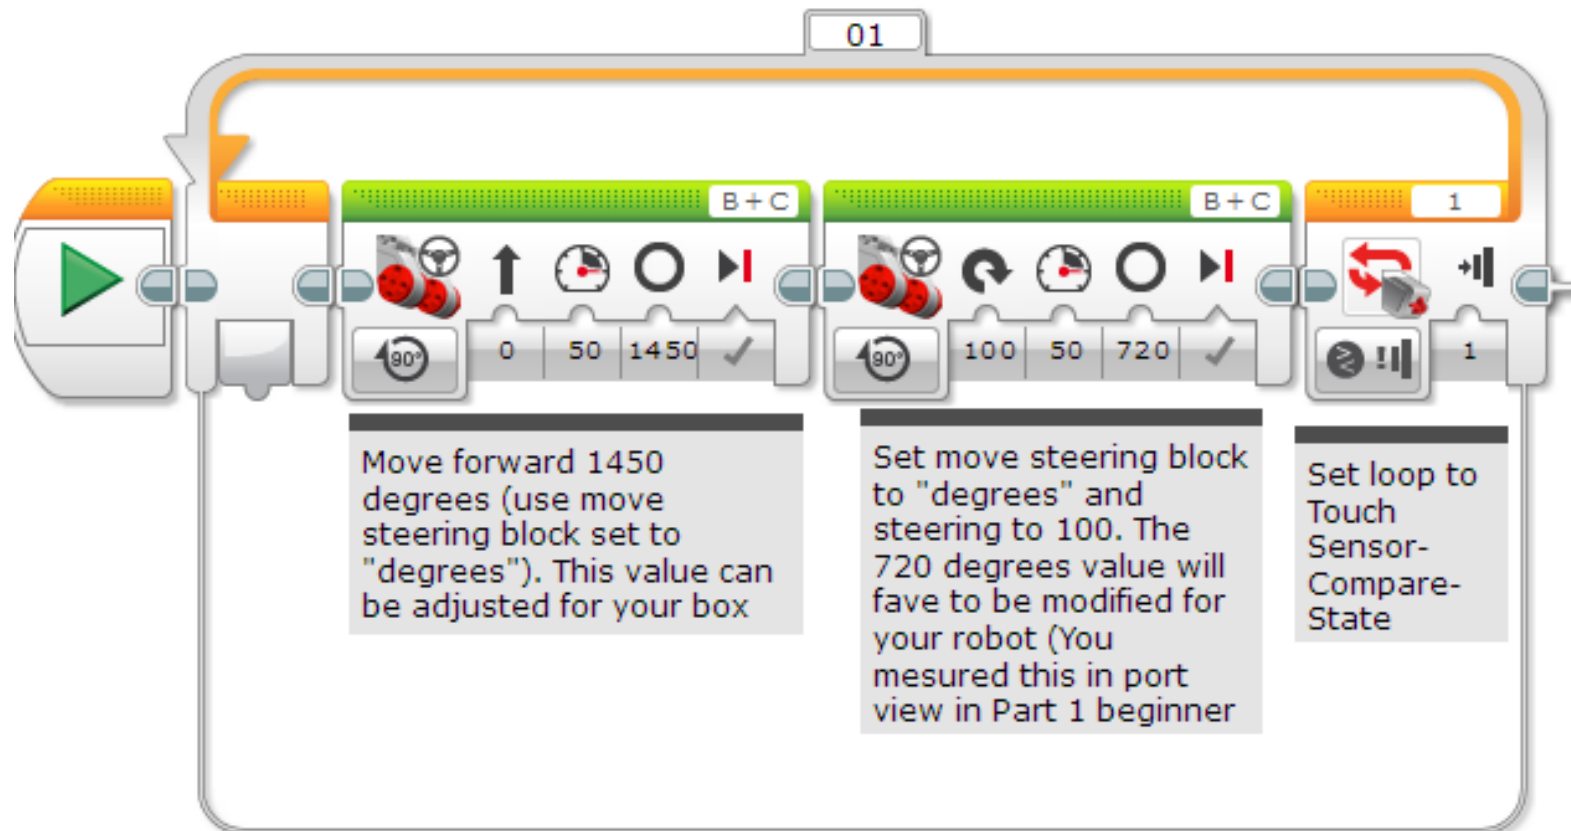 01
B + C
B + C
1
90°
0
50
1450
90°
100
50
720
1
Move forward 1450
degrees (use move
steering block set to
"degrees"). This value can
be adjusted for your box
Set move steering block
to "degrees" and
steering to 100. The
720 degrees value will
fave to be modified for
your robot (You
mesured this in port
view in Part 1 beginner
Set loop to
Touch
Sensor-
Compare-
State